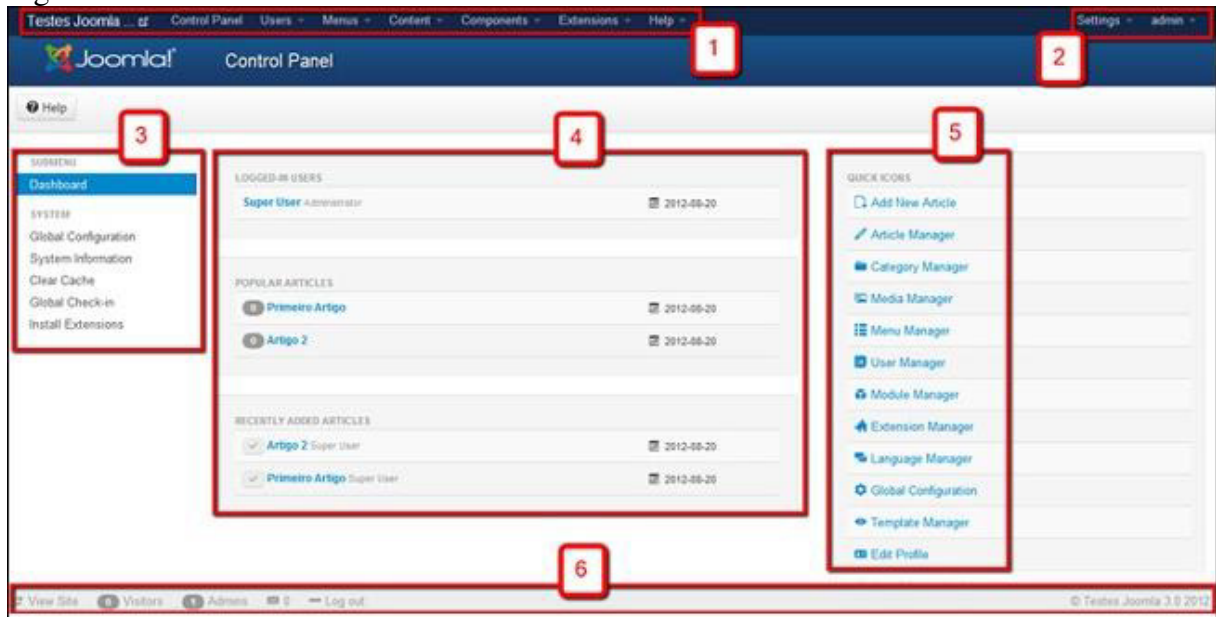 Testes Joomla ... Control Panel Users Menus Content Components Extensions Help Settings admin
1
2
Joomla! Control Panel
Help
3
4
5
SUBMENU
Dashboard
SYSTEM
Global Configuration
System Information
Clear Cache
Global Check-in
Install Extensions
LOGGED-IN USERS
Super User Administrator 2012-08-20
POPULAR ARTICLES
0 Primeiro Artigo 2012-08-20
0 Artigo 2 2012-08-20
RECENTLY ADDED ARTICLES
Artigo 2 Super User 2012-08-20
Primeiro Artigo Super User 2012-08-20
QUICK ICONS
Add New Article
Article Manager
Category Manager
Media Manager
Menu Manager
User Manager
Module Manager
Extension Manager
Language Manager
Global Configuration
Template Manager
Edit Profile
6
View Site 0 Visitors 1 Admins 0 Log out © Testes Joomla 3.0 2012